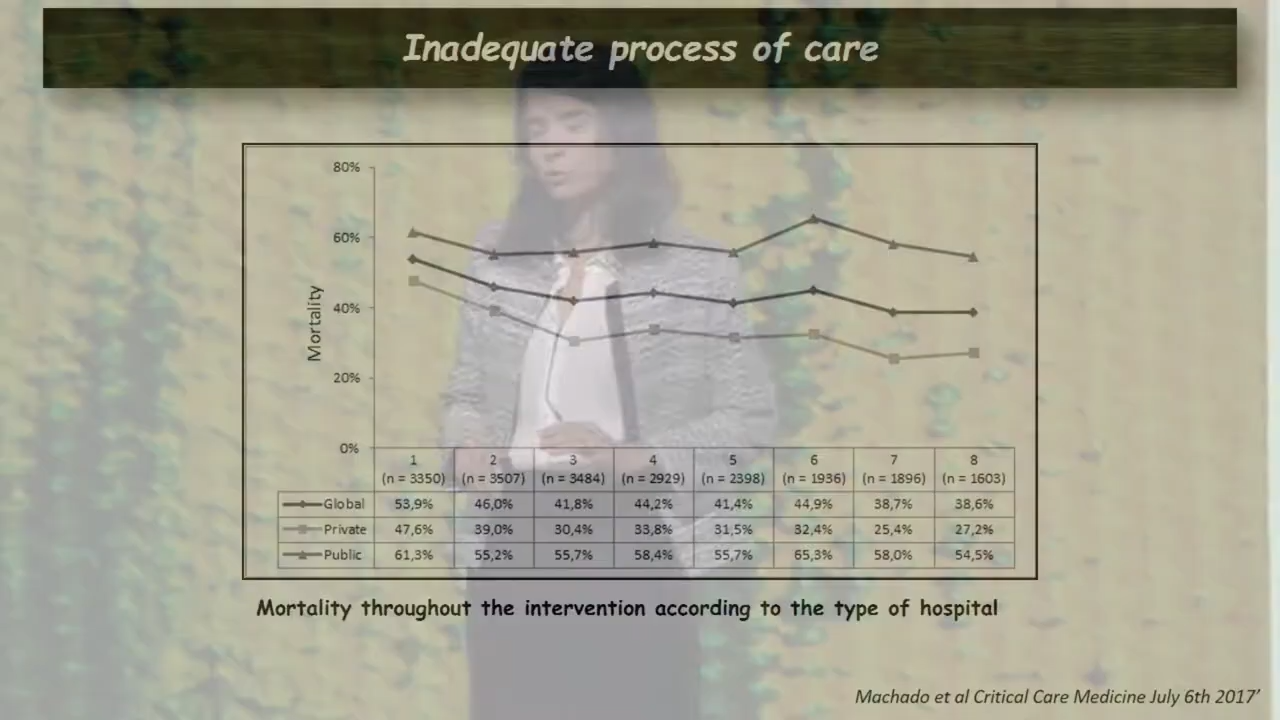 Inadequate process of care
80%
60%
40%
20%
0%
Mortality
1 2 3 4 5 6 7 8
(n = 3350) (n = 3507) (n = 3484) (n = 2929) (n = 2398) (n = 1936) (n = 1896) (n = 1603)
Global 53,9% 46,0% 41,8% 44,2% 41,4% 44,9% 38,7% 38,6%
Private 47,6% 39,0% 30,4% 33,8% 31,5% 32,4% 25,4% 27,2%
Public 61,3% 55,2% 55,7% 58,4% 55,7% 65,3% 58,0% 54,5%
Mortality throughout the intervention according to the type of hospital
Machado et al Critical Care Medicine July 6th 2017’